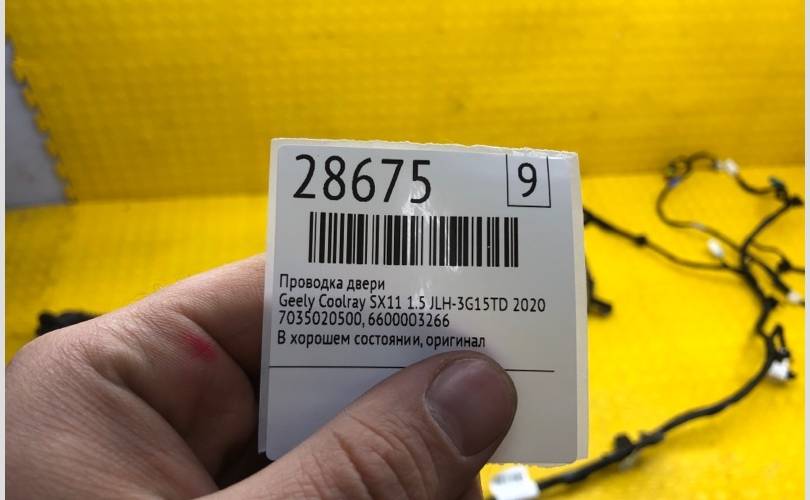 28675 9
Проводка двери
Geely Coolray SX11 1.5 JLH-3G15TD 2020
7035020500, 6600003266
В хорошем состоянии, оригинал